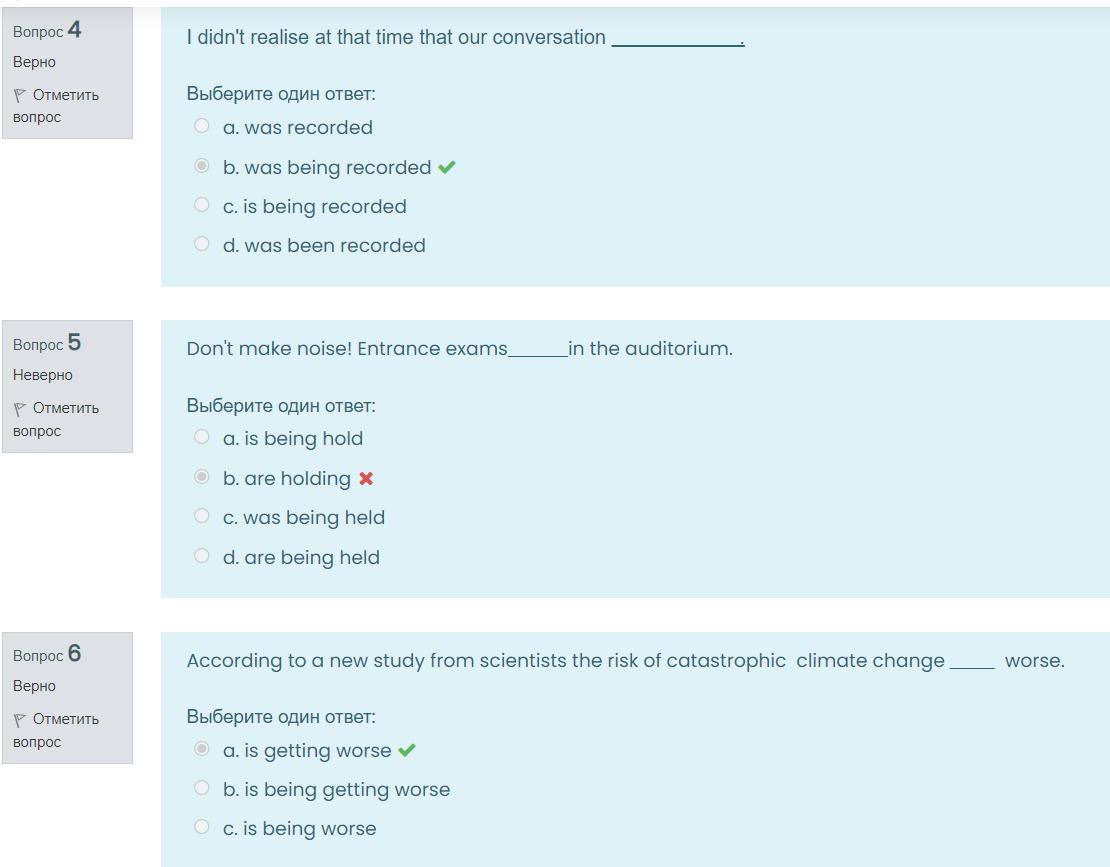 Вопрос 4
Верно
Отметить
вопрос
I didn't realise at that time that our conversation ____________.
Выберите один ответ:
a. was recorded
b. was being recorded
c. is being recorded
d. was been recorded
Вопрос 5
Неверно
Отметить
вопрос
Don't make noise! Entrance exams______in the auditorium.
Выберите один ответ:
a. is being hold
b. are holding
c. was being held
d. are being held
Вопрос 6
Верно
Отметить
вопрос
According to a new study from scientists the risk of catastrophic climate change ____ worse.
Выберите один ответ:
a. is getting worse
b. is being getting worse
c. is being worse